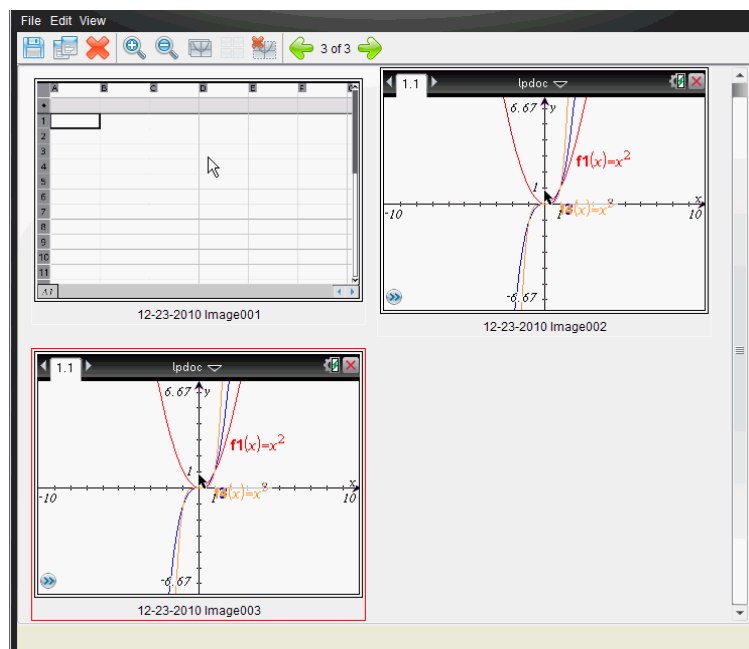 File Edit View
3 of 3
A B C D E F
1
2
3
4
5
6
7
8
9
10
11
A1
12-23-2010 Image001
1.1 lpdoc
6.67 y
f1(x)=x²
1
x
-10 1 10
-6.67
12-23-2010 Image002
1.1 lpdoc
6.67 y
f1(x)=x²
1
x
-10 1 10
-6.67
12-23-2010 Image003